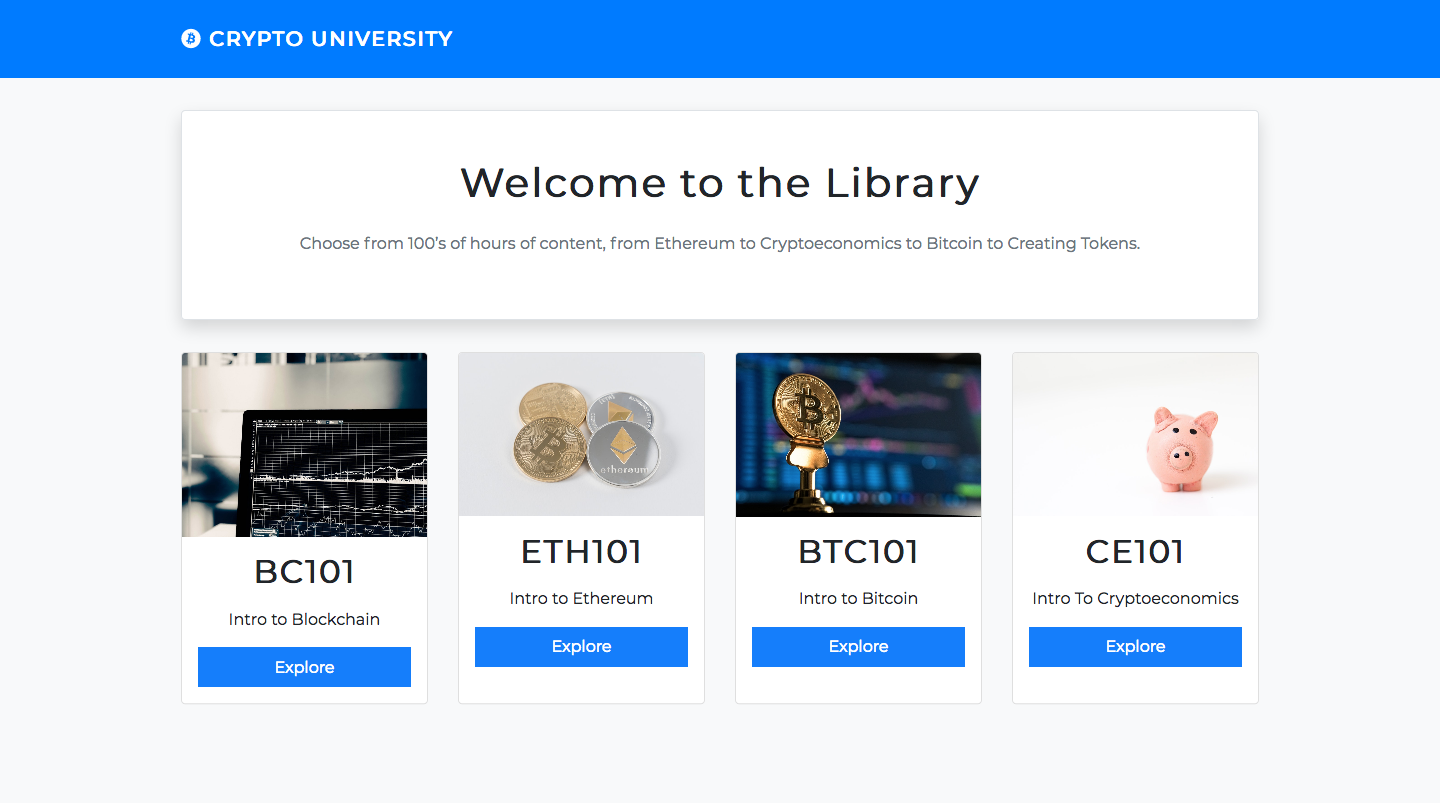 CRYPTO UNIVERSITY
Welcome to the Library
Choose from 100’s of hours of content, from Ethereum to Cryptoeconomics to Bitcoin to Creating Tokens.
ethereum
BC101
Intro to Blockchain
Explore
ETH101
Intro to Ethereum
Explore
BTC101
Intro to Bitcoin
Explore
CE101
Intro To Cryptoeconomics
Explore